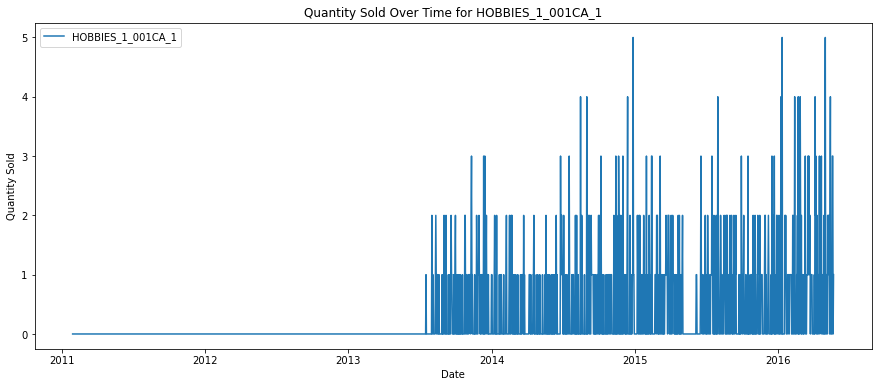 Quantity Sold Over Time for HOBBIES_1_001CA_1
HOBBIES_1_001CA_1
Quantity Sold
5
4
3
2
1
0
2011 2012 2013 2014 2015 2016
Date